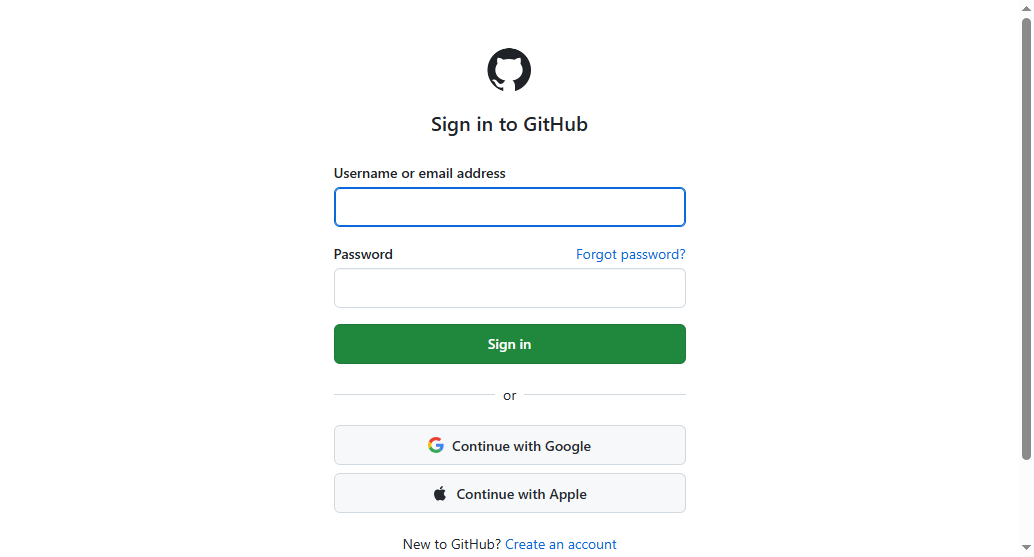 Sign in to GitHub
Username or email address
Password Forgot password?
Sign in
or
Continue with Google
Continue with Apple
New to GitHub? Create an account